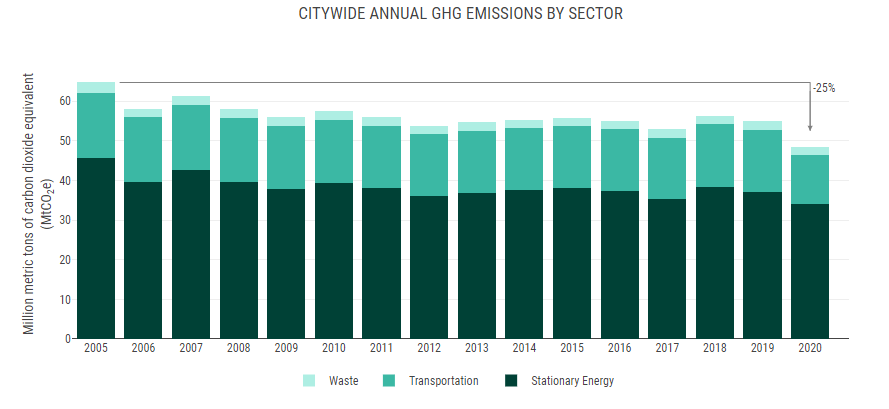 CITYWIDE ANNUAL GHG EMISSIONS BY SECTOR
Million metric tons of carbon dioxide equivalent
(MtCO₂e)
-25%
60
50
40
30
20
10
0
2005 2006 2007 2008 2009 2010 2011 2012 2013 2014 2015 2016 2017 2018 2019 2020
Waste Transportation Stationary Energy